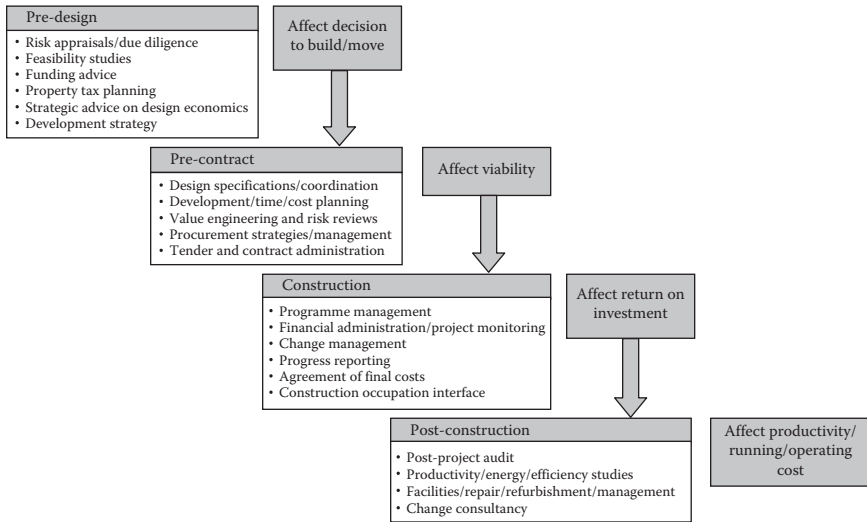 Pre-design
• Risk appraisals/due diligence
• Feasibility studies
• Funding advice
• Property tax planning
• Strategic advice on design economics
• Development strategy
Affect decision
to build/move
Pre-contract
• Design specifications/coordination
• Development/time/cost planning
• Value engineering and risk reviews
• Procurement strategies/management
• Tender and contract administration
Affect viability
Construction
• Programme management
• Financial administration/project monitoring
• Change management
• Progress reporting
• Agreement of final costs
• Construction occupation interface
Affect return on
investment
Post-construction
• Post-project audit
• Productivity/energy/efficiency studies
• Facilities/repair/refurbishment/management
• Change consultancy
Affect productivity/
running/operating
cost